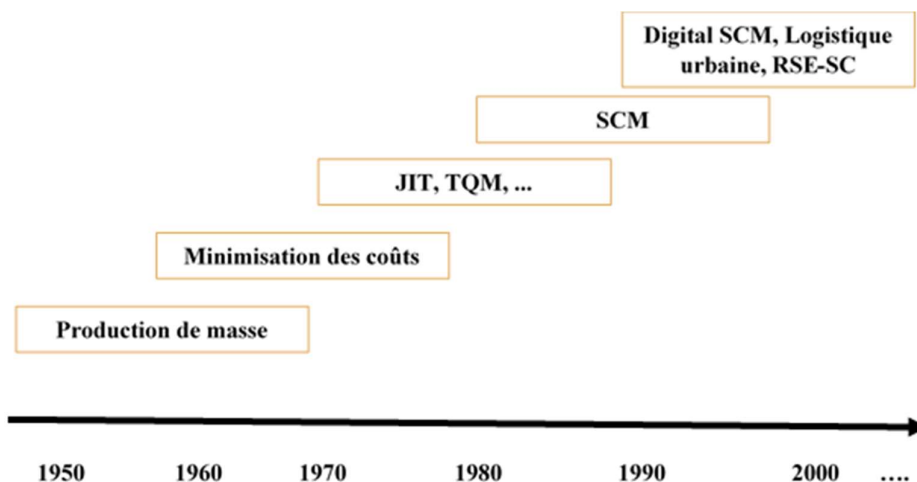 Digital SCM, Logistique
urbaine, RSE-SC
SCM
JIT, TQM, ...
Minimisation des coûts
Production de masse
1950 1960 1970 1980 1990 2000 ....